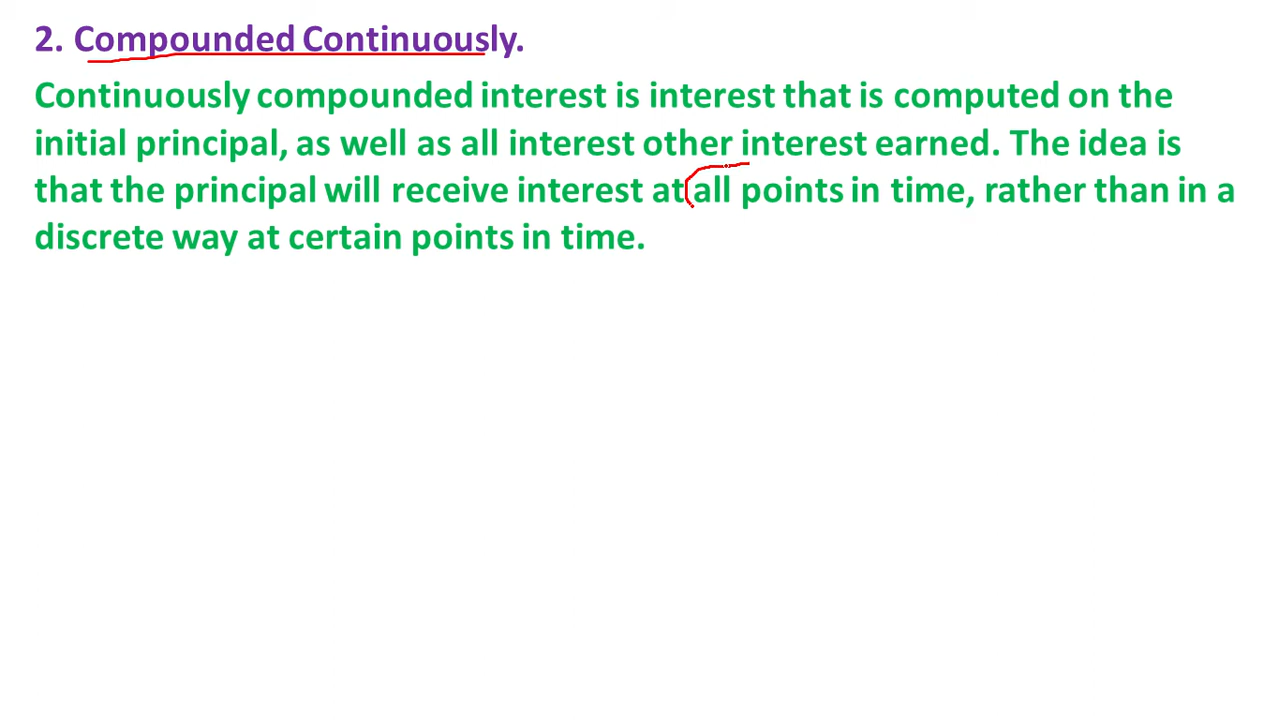 2. Compounded Continuously.
Continuously compounded interest is interest that is computed on the
initial principal, as well as all interest other interest earned. The idea is
that the principal will receive interest at all points in time, rather than in a
discrete way at certain points in time.